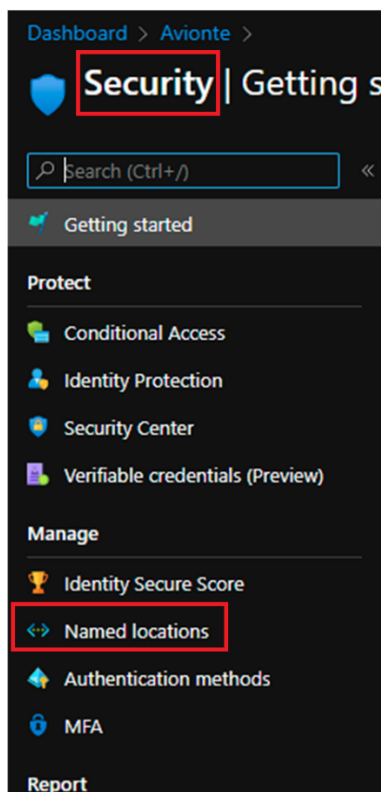 Dashboard > Avionte >
Security | Getting s
Search (Ctrl+/)
«
Getting started
Protect
Conditional Access
Identity Protection
Security Center
Verifiable credentials (Preview)
Manage
Identity Secure Score
Named locations
Authentication methods
MFA
Report